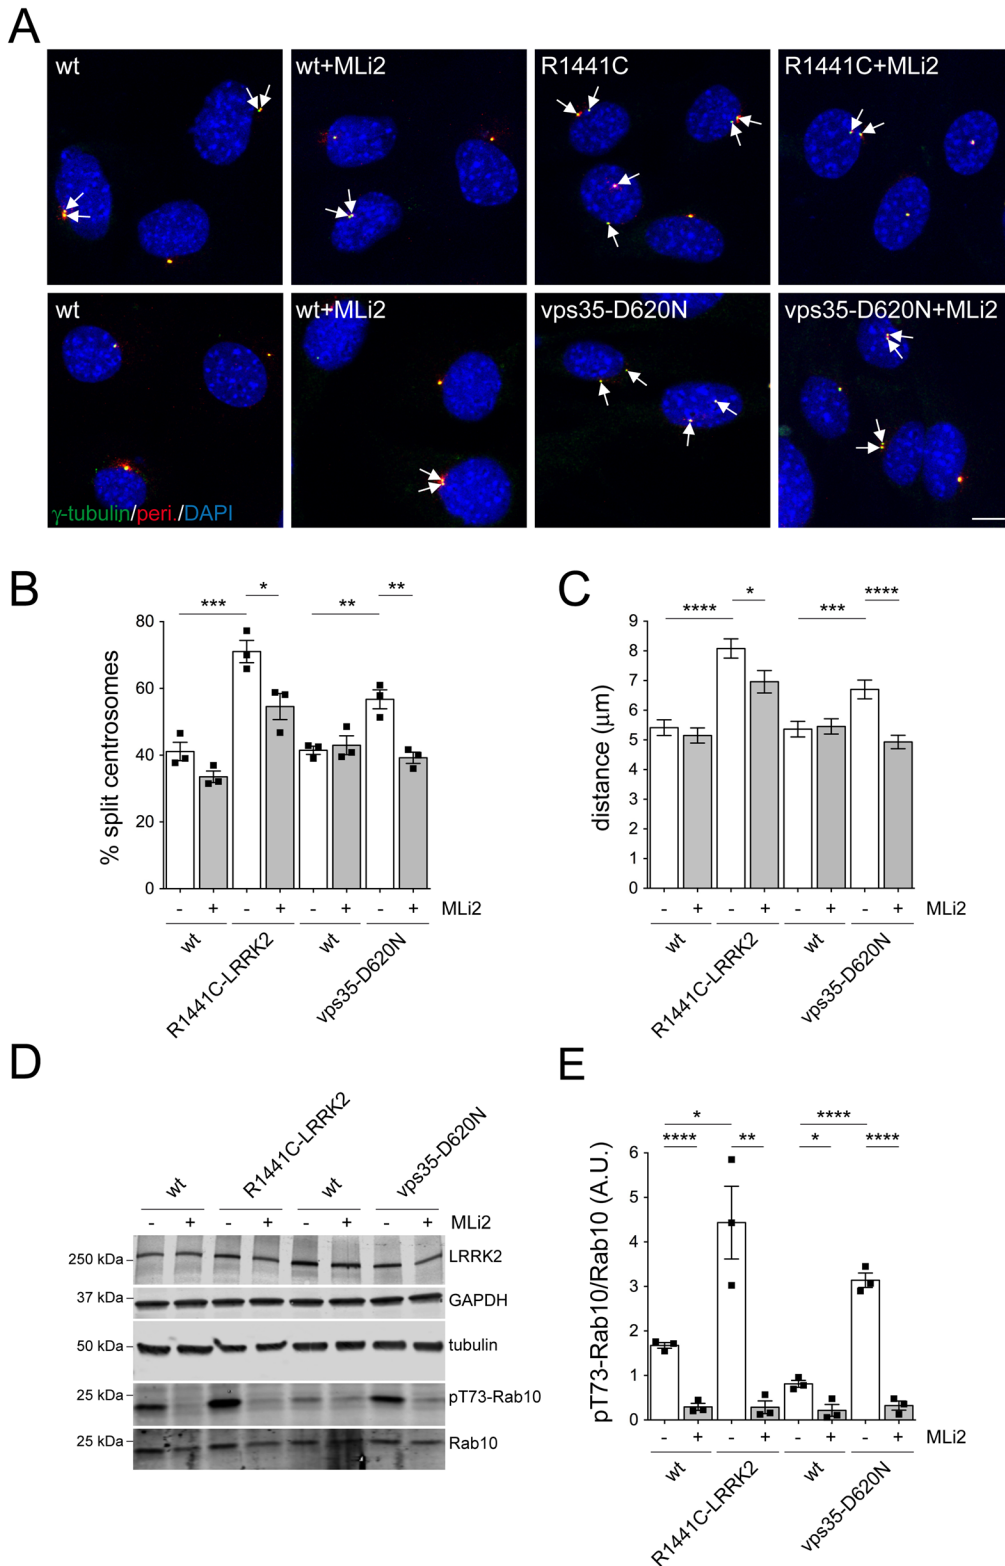 A
wt
wt+MLi2
R1441C
R1441C+MLi2
wt
wt+MLi2
vps35-D620N
vps35-D620N+MLi2
γ-tubulin/peri./DAPI
B
*** * ** **
% split centrosomes
80
60
40
20
0
- + - + - + - + MLi2
wt R1441C-LRRK2 wt vps35-D620N
C
**** * *** ****
distance (μm)
9
8
7
6
5
4
3
2
1
0
- + - + - + - + MLi2
wt R1441C-LRRK2 wt vps35-D620N
D
wt R1441C-LRRK2 wt vps35-D620N
- + - + - + - + MLi2
250 kDa LRRK2
37 kDa GAPDH
50 kDa tubulin
25 kDa pT73-Rab10
25 kDa Rab10
E
* ****
**** ** * ****
pT73-Rab10/Rab10 (A.U.)
6
5
4
3
2
1
0
- + - + - + - + MLi2
wt R1441C-LRRK2 wt vps35-D620N